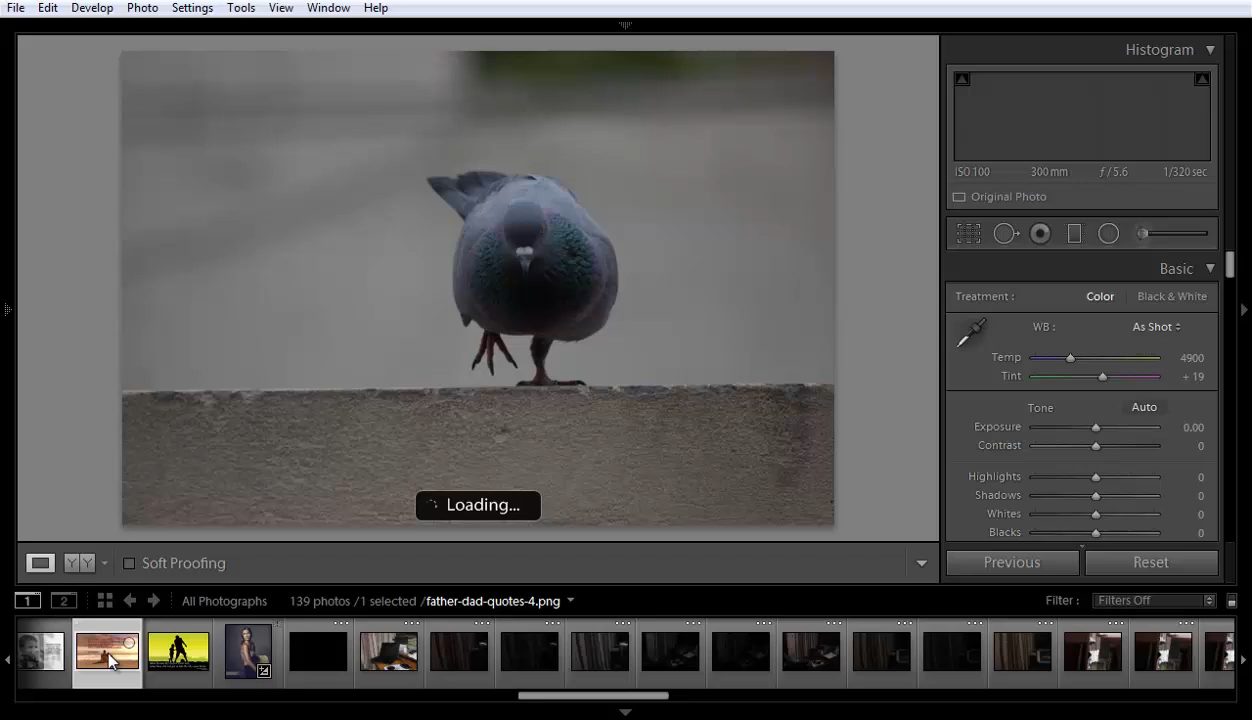 File Edit Develop Photo Settings Tools View Window Help
Histogram
ISO 100 300 mm ƒ / 5.6 1/320 sec
Original Photo
Basic
Treatment : Color Black & White
WB : As Shot
Temp 4900
Tint + 19
Tone Auto
Exposure 0.00
Contrast 0
Highlights 0
Shadows 0
Whites 0
Blacks 0
Loading...
Previous Reset
Y Y Soft Proofing
1 2 All Photographs 139 photos /1 selected /father-dad-quotes-4.png Filter : Filters Off